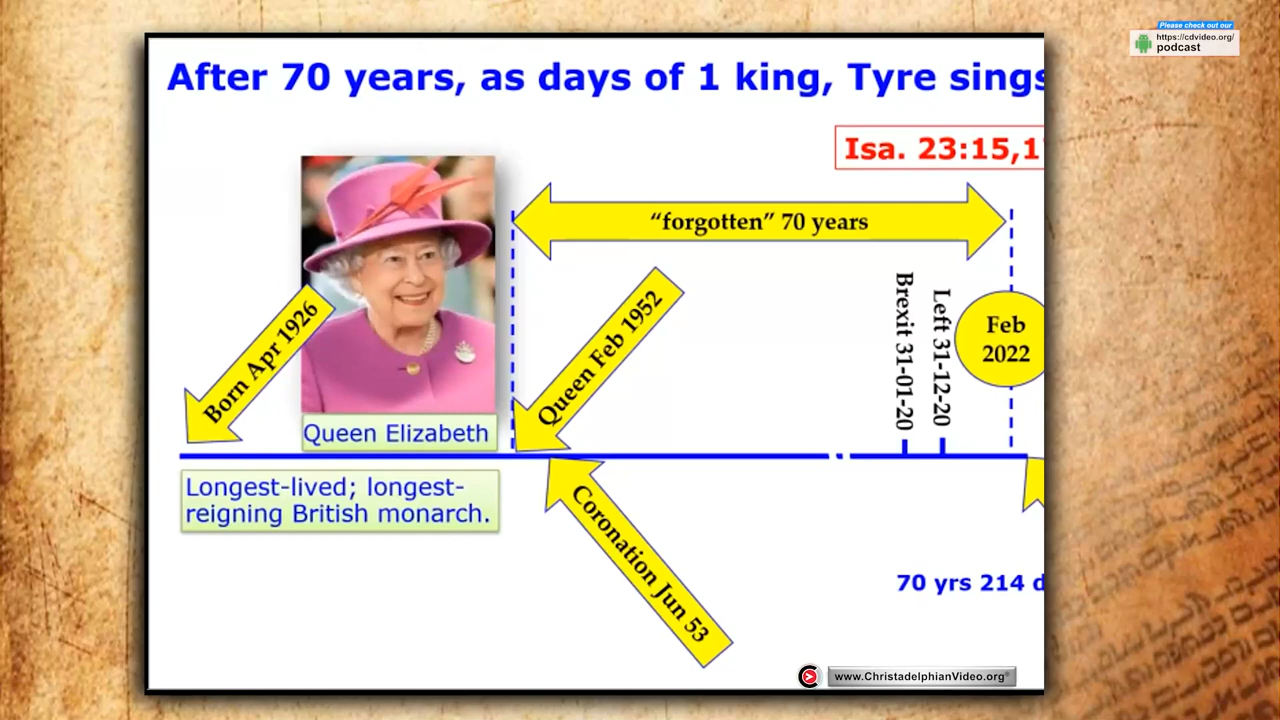 Please check out our
https://cdvideo.org/
podcast
After 70 years, as days of 1 king, Tyre sings
Isa. 23:15,1
“forgotten” 70 years
Born Apr 1926
Queen Elizabeth
Queen Feb 1952
Brexit 31-01-20
Left 31-12-20
Feb
2022
Longest-lived; longest-
reigning British monarch.
Coronation Jun 53
70 yrs 214 d
www.ChristadelphianVideo.org